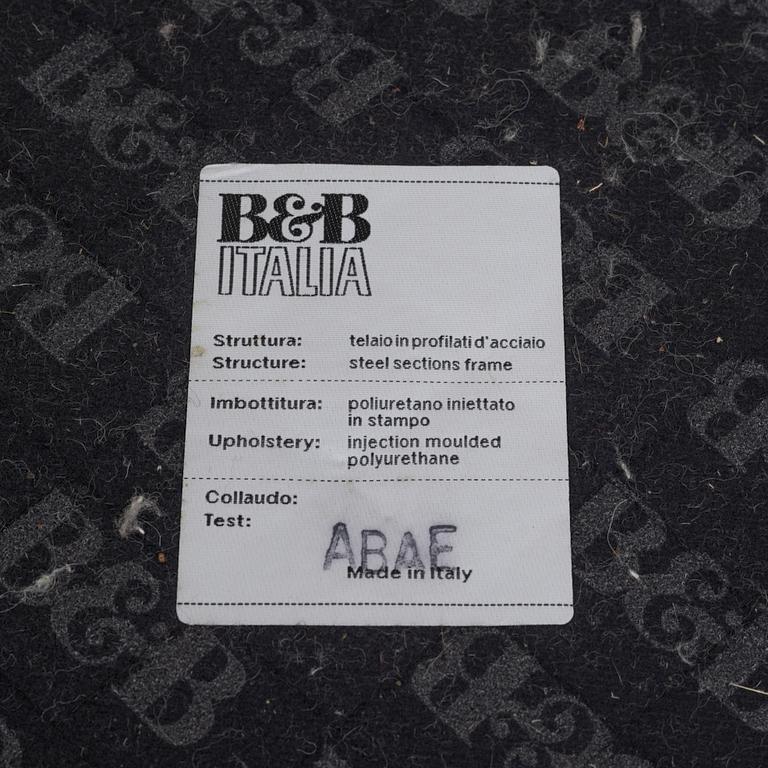 B&B
ITALIA
Struttura: telaio in profilati d'acciaio
Structure: steel sections frame
Imbottitura: poliuretano iniettato
in stampo
Upholstery: injection moulded
polyurethane
Collaudo:
Test:
ABAE
Made in Italy